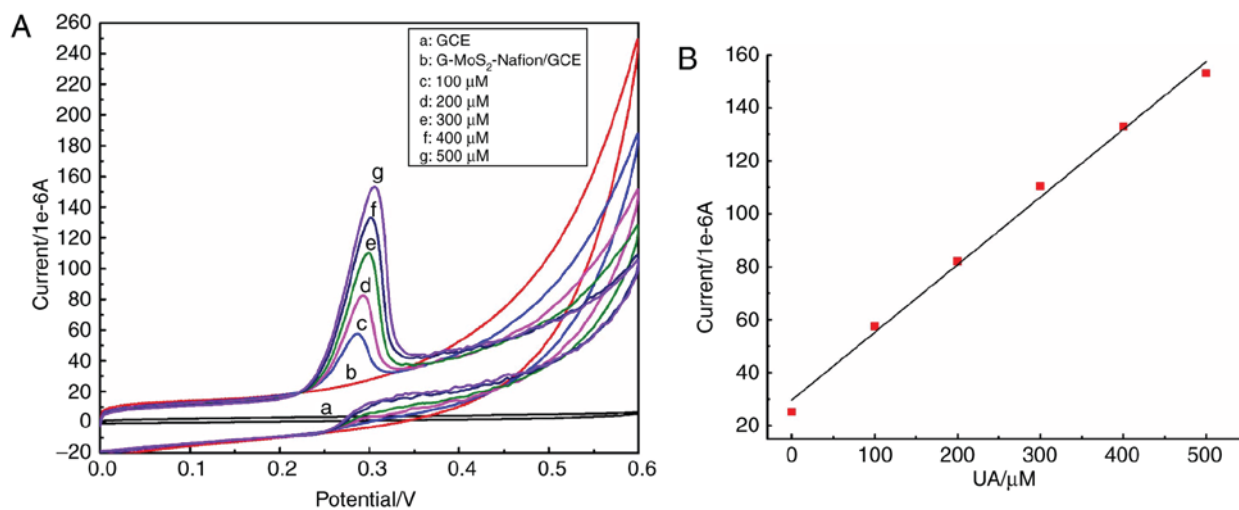 A
260
240
220
200
180
160
140
120
100
80
60
40
20
0
−20
Current/1e-6A
a: GCE
b: G-MoS₂-Nafion/GCE
c: 100 μM
d: 200 μM
e: 300 μM
f: 400 μM
g: 500 μM
g
f
e
d
c
b
a
0.0 0.1 0.2 0.3 0.4 0.5 0.6
Potential/V
B
160
140
120
100
80
60
40
20
Current/1e-6A
0 100 200 300 400 500
UA/μM